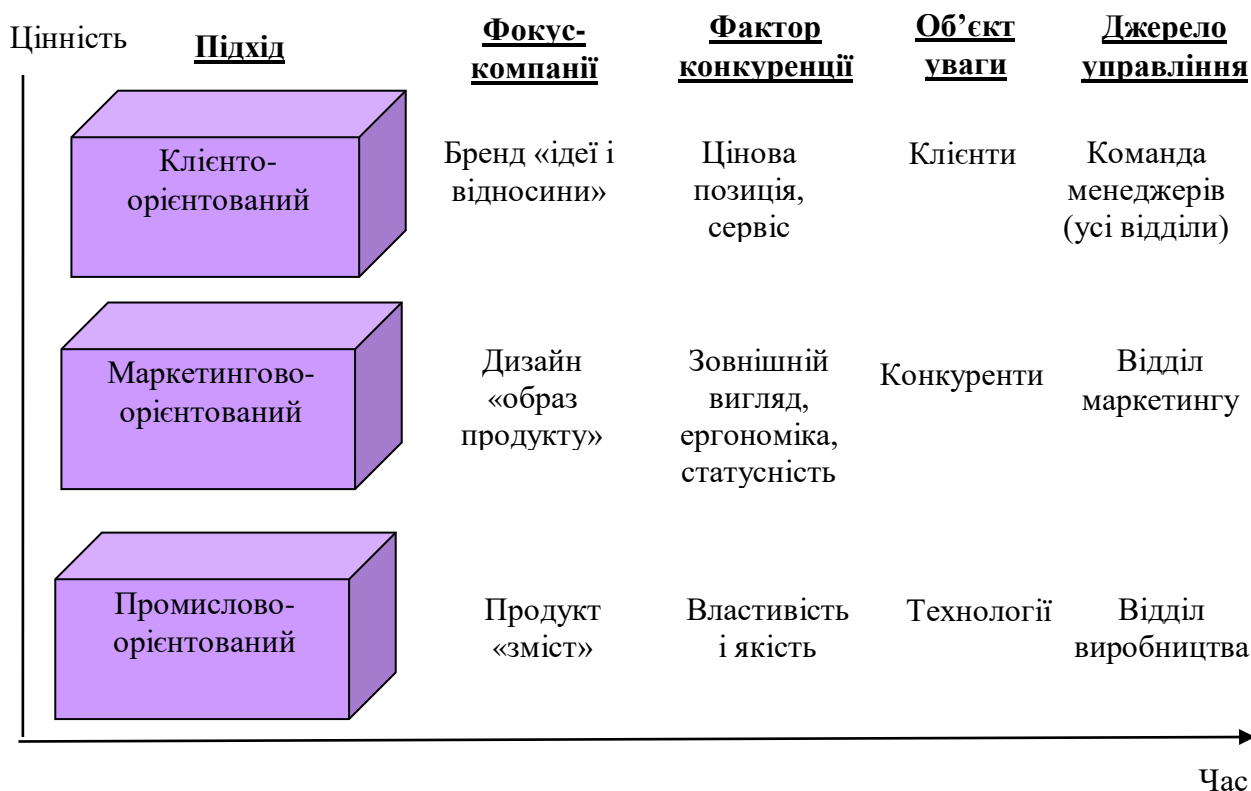 Цінність
Підхід
Фокус-
компанії
Фактор
конкуренції
Об’єкт
уваги
Джерело
управління
Клієнто-
орієнтований
Бренд «ідеї і
відносини»
Цінова
позиція,
сервіс
Клієнти
Команда
менеджерів
(усі відділи)
Маркетингово-
орієнтований
Дизайн
«образ
продукту»
Зовнішній
вигляд,
ергономіка,
статусність
Конкуренти
Відділ
маркетингу
Промислово-
орієнтований
Продукт
«зміст»
Властивість
і якість
Технології
Відділ
виробництва
Час